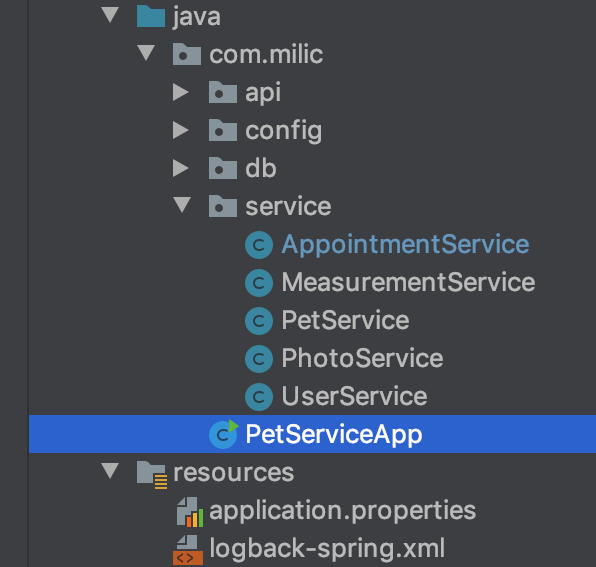 java
com.milic
api
config
db
service
AppointmentService
MeasurementService
PetService
PhotoService
UserService
PetServiceApp
resources
application.properties
logback-spring.xml